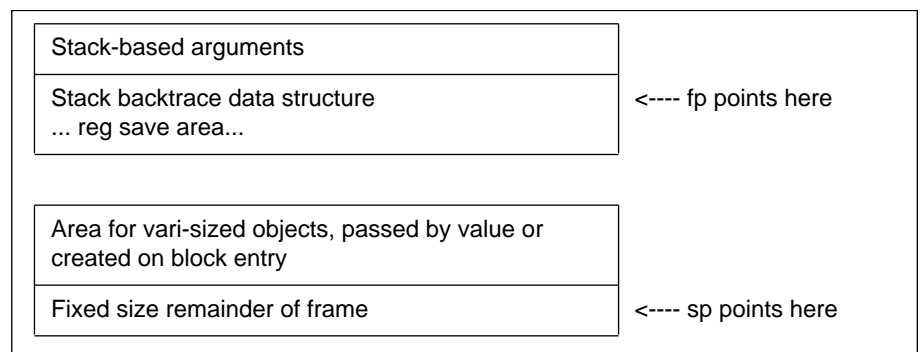 Stack-based arguments
Stack backtrace data structure <---- fp points here
... reg save area...
Area for vari-sized objects, passed by value or
created on block entry
Fixed size remainder of frame <---- sp points here